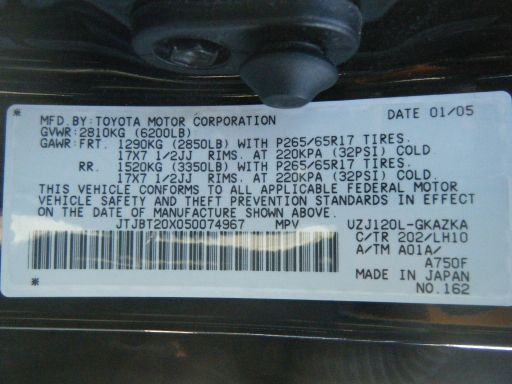 MFD.BY:TOYOTA MOTOR CORPORATION DATE 01/05
GVWR:2810KG (6200LB)
GAWR:FRT. 1290KG (2850LB) WITH P265/65R17 TIRES.
17X7 1/2JJ RIMS. AT 220KPA (32PSI) COLD.
RR. 1520KG (3350LB) WITH P265/65R17 TIRES.
17X7 1/2JJ RIMS. AT 220KPA (32PSI) COLD.
THIS VEHICLE CONFORMS TO ALL APPLICABLE FEDERAL MOTOR
VEHICLE SAFETY AND THEFT PREVENTION STANDARDS IN EFFECT
ON THE DATE OF MANUFACTURE SHOWN ABOVE.
JTJBT20X050074967 MPV UZJ120L-GKAZKA
C/TR 202/LH10
A/TM A01A/
A750F
MADE IN JAPAN
NO.162